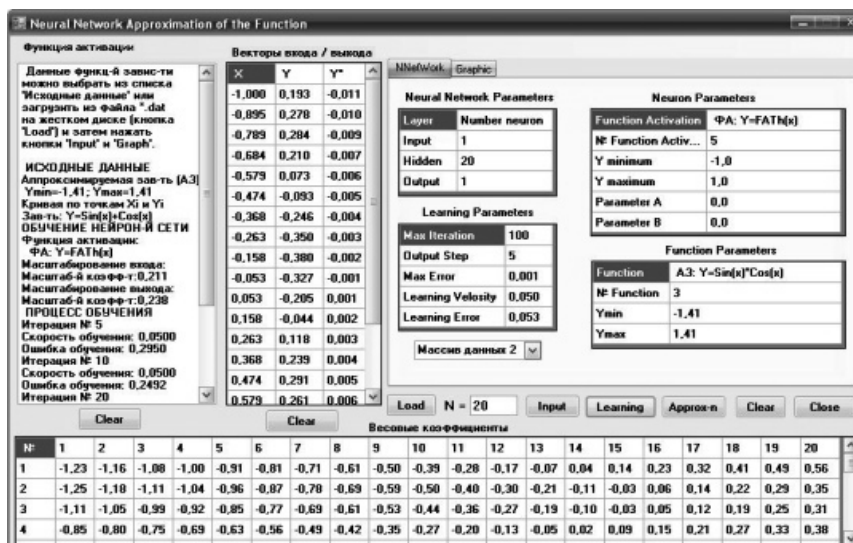 Neural Network Approximation of the Function
Функция активации
Данные функц-й завис-ти
можно выбрать из списка
"Исходные данные" или
загрузить из файла *.dat
на жестком диске (кнопка
"Load") и затем нажать
кнопки "Input" и "Graph".
ИСХОДНЫЕ ДАННЫЕ
Аппроксимируемая зав-ть (АЗ)
Ymin=-1,41; Ymax=1,41
Кривая по точкам Xi и Yi
Зав-ть: Y=Sin(x)+Cos(x)
ОБУЧЕНИЕ НЕЙРОН-Й СЕТИ
Функция активации:
ФА: Y=FATh(x)
Масштабирование входа:
Масштаб-й коэфф-т:0,211
Масштабирование выхода:
Масштаб-й коэфф-т:0,238
ПРОЦЕСС ОБУЧЕНИЯ
Итерация № 5
Скорость обучения: 0,0500
Ошибка обучения: 0,2950
Итерация № 10
Скорость обучения: 0,0500
Ошибка обучения: 0,2492
Итерация № 20
Clear
Векторы входа / выхода
X Y Y*
-1,000 0,193 -0,011
-0,895 0,278 -0,010
-0,789 0,284 -0,009
-0,684 0,210 -0,007
-0,579 0,073 -0,006
-0,474 -0,093 -0,005
-0,368 -0,246 -0,004
-0,263 -0,350 -0,003
-0,158 -0,380 -0,002
-0,053 -0,327 -0,001
0,053 -0,205 0,001
0,158 -0,044 0,002
0,263 0,118 0,003
0,368 0,239 0,004
0,474 0,291 0,005
0,579 0,261 0,006
Clear
NNetWork Graphic
Neural Network Parameters
Layer Number neuron
Input 1
Hidden 20
Output 1
Learning Parameters
Max Iteration 100
Output Step 5
Max Error 0,001
Learning Velosity 0,050
Learning Error 0,053
Массив данных 2
Neuron Parameters
Function Activation ФА: Y=FATh(x)
№ Function Activ... 5
Y minimum -1,0
Y maximum 1,0
Parameter A 0,0
Parameter B 0,0
Function Parameters
Function АЗ: Y=Sin(x)*Cos(x)
№ Function 3
Ymin -1,41
Ymax 1,41
Load N = 20 Input Learning Approx-n Clear Close
Весовые коэффициенты
№ 1 2 3 4 5 6 7 8 9 10 11 12 13 14 15 16 17 18 19 20
1 -1,23 -1,16 -1,08 -1,00 -0,91 -0,81 -0,71 -0,61 -0,50 -0,39 -0,28 -0,17 -0,07 0,04 0,14 0,23 0,32 0,41 0,49 0,56
2 -1,25 -1,18 -1,11 -1,04 -0,96 -0,87 -0,78 -0,69 -0,59 -0,50 -0,40 -0,30 -0,21 -0,11 -0,03 0,06 0,14 0,22 0,29 0,35
3 -1,11 -1,05 -0,99 -0,92 -0,85 -0,77 -0,69 -0,61 -0,53 -0,44 -0,36 -0,27 -0,19 -0,10 -0,03 0,05 0,12 0,19 0,25 0,31
4 -0,85 -0,80 -0,75 -0,69 -0,63 -0,56 -0,49 -0,42 -0,35 -0,27 -0,20 -0,13 -0,05 0,02 0,09 0,15 0,21 0,27 0,33 0,38